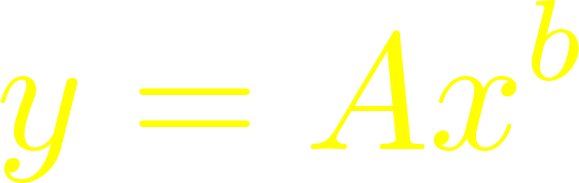 y = Ax^b